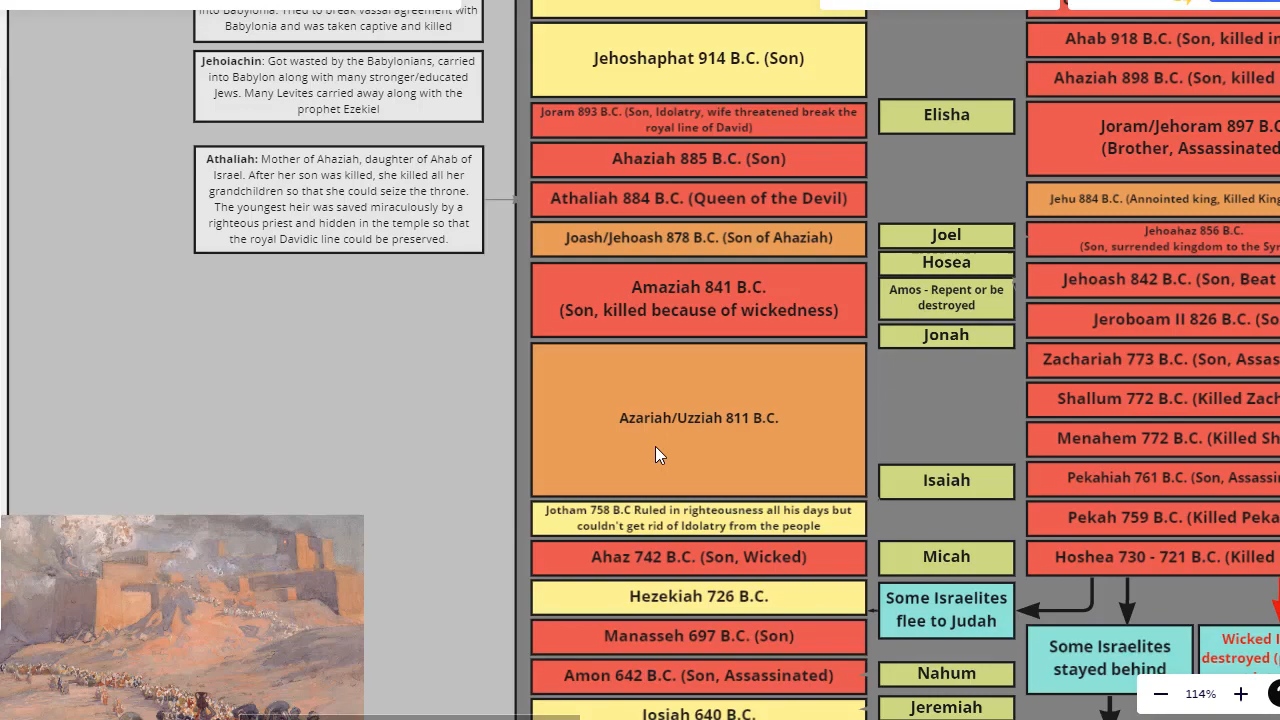 into Babylonia. Tried to break vassal agreement with
Babylonia and was taken captive and killed
Jehoiachin: Got wasted by the Babylonians, carried
into Babylon along with many stronger/educated
Jews. Many Levites carried away along with the
prophet Ezekiel
Athaliah: Mother of Ahaziah, daughter of Ahab of
Israel. After her son was killed, she killed all her
grandchildren so that she could seize the throne.
The youngest heir was saved miraculously by a
righteous priest and hidden in the temple so that
the royal Davidic line could be preserved.
Jehoshaphat 914 B.C. (Son)
Joram 893 B.C. (Son, Idolatry, wife threatened break the
royal line of David)
Ahaziah 885 B.C. (Son)
Athaliah 884 B.C. (Queen of the Devil)
Joash/Jehoash 878 B.C. (Son of Ahaziah)
Amaziah 841 B.C.
(Son, killed because of wickedness)
Azariah/Uzziah 811 B.C.
Jotham 758 B.C Ruled in righteousness all his days but
couldn't get rid of Idolatry from the people
Ahaz 742 B.C. (Son, Wicked)
Hezekiah 726 B.C.
Manasseh 697 B.C. (Son)
Amon 642 B.C. (Son, Assassinated)
Josiah 640 B.C.
Elisha
Joel
Hosea
Amos - Repent or be
destroyed
Jonah
Isaiah
Micah
Some Israelites
flee to Judah
Nahum
Jeremiah
Ahab 918 B.C. (Son, killed in
Ahaziah 898 B.C. (Son, killed
Joram/Jehoram 897 B.C
(Brother, Assassinated
Jehu 884 B.C. (Annointed king, Killed King
Jehoahaz 856 B.C.
(Son, surrended kingdom to the Syr
Jehoash 842 B.C. (Son, Beat
Jeroboam II 826 B.C. (So
Zachariah 773 B.C. (Son, Assas
Shallum 772 B.C. (Killed Zach
Menahem 772 B.C. (Killed Sh
Pekahiah 761 B.C. (Son, Assassin
Pekah 759 B.C. (Killed Peka
Hoshea 730 - 721 B.C. (Killed
Some Israelites
stayed behind
Wicked I
destroyed (
114%